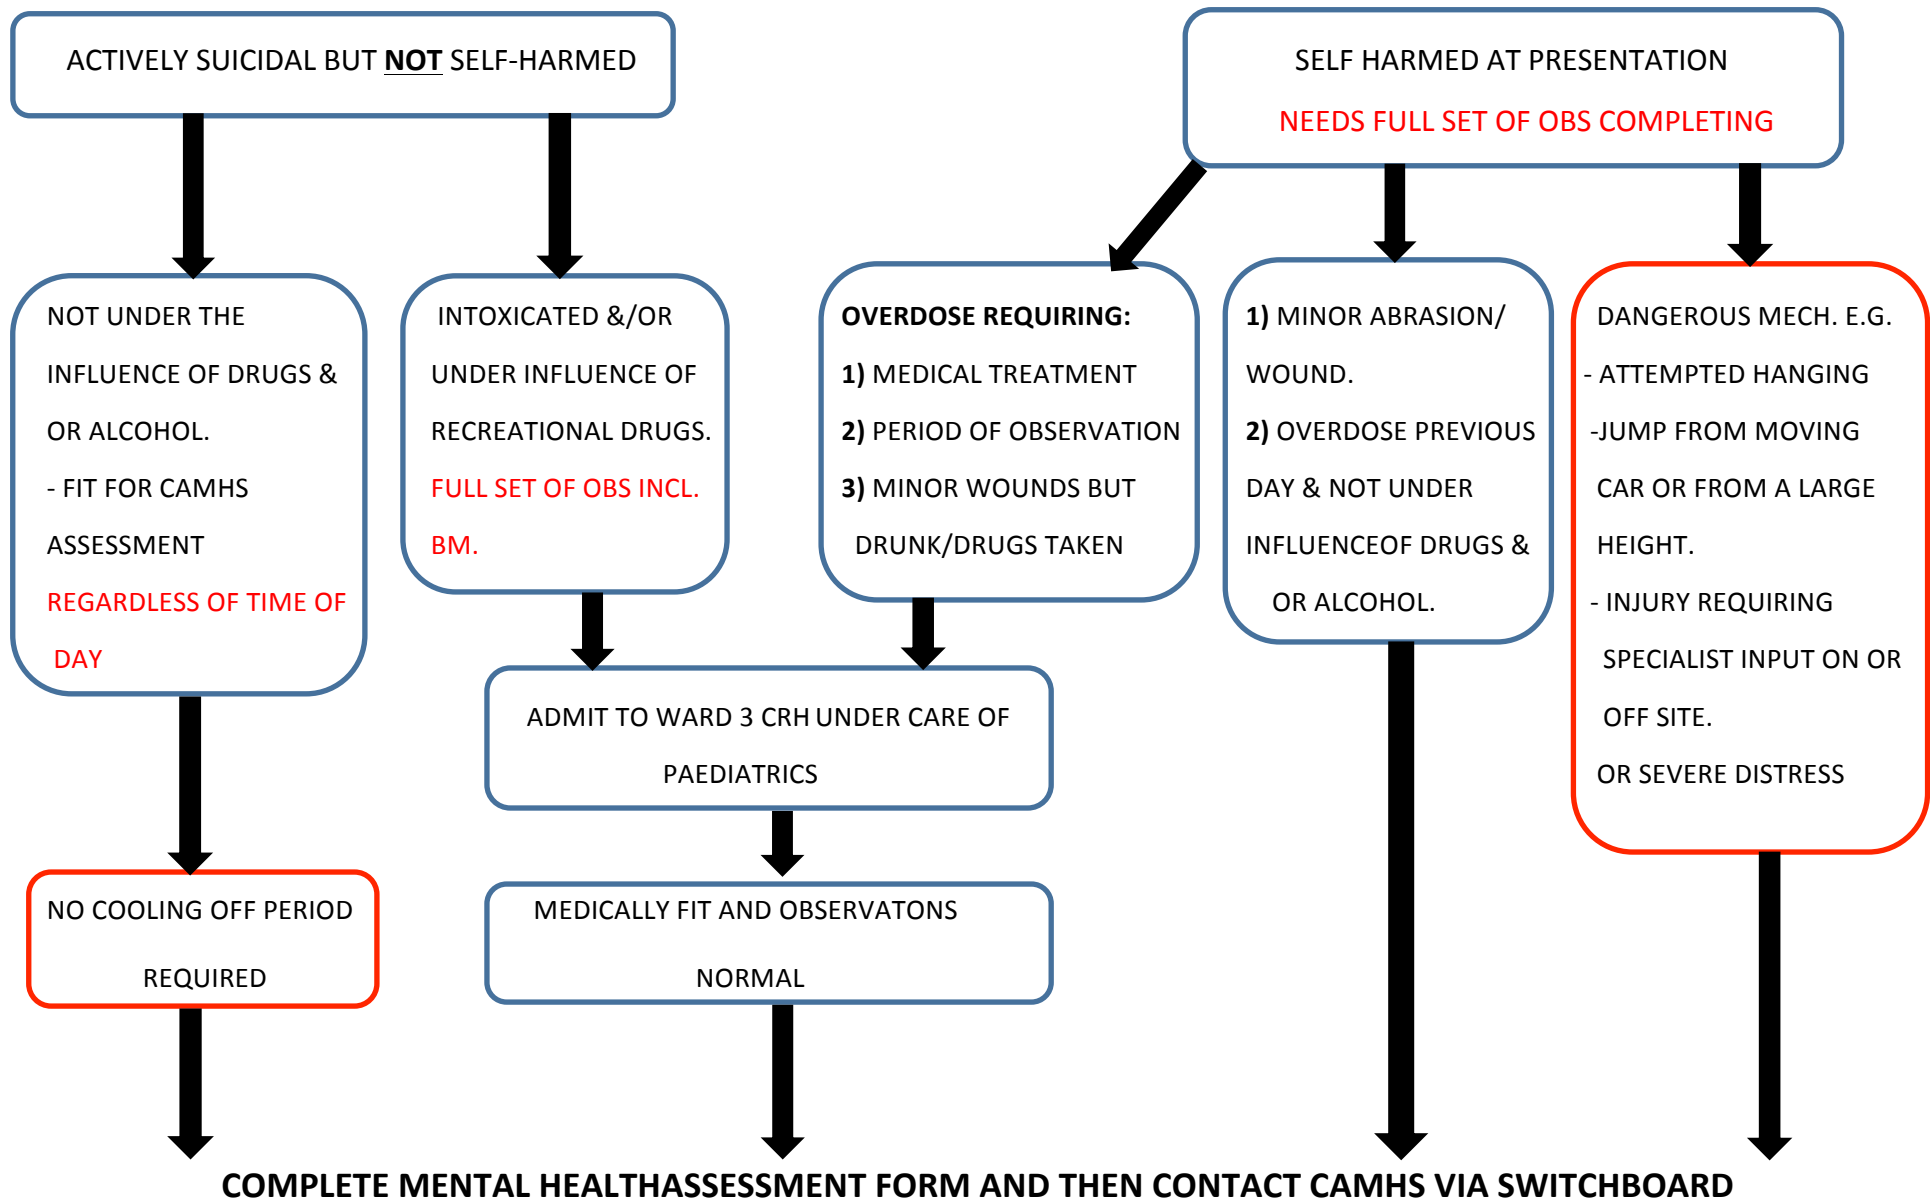 ACTIVELY SUICIDAL BUT NOT SELF-HARMED
SELF HARMED AT PRESENTATION
NEEDS FULL SET OF OBS COMPLETING
NOT UNDER THE
INFLUENCE OF DRUGS &
OR ALCOHOL.
- FIT FOR CAMHS
ASSESSMENT
REGARDLESS OF TIME OF
DAY
INTOXICATED &/OR
UNDER INFLUENCE OF
RECREATIONAL DRUGS.
FULL SET OF OBS INCL.
BM.
OVERDOSE REQUIRING:
1) MEDICAL TREATMENT
2) PERIOD OF OBSERVATION
3) MINOR WOUNDS BUT
DRUNK/DRUGS TAKEN
1) MINOR ABRASION/
WOUND.
2) OVERDOSE PREVIOUS
DAY & NOT UNDER
INFLUENCEOF DRUGS &
OR ALCOHOL.
DANGEROUS MECH. E.G.
- ATTEMPTED HANGING
-JUMP FROM MOVING
CAR OR FROM A LARGE
HEIGHT.
- INJURY REQUIRING
SPECIALIST INPUT ON OR
OFF SITE.
OR SEVERE DISTRESS
ADMIT TO WARD 3 CRH UNDER CARE OF
PAEDIATRICS
NO COOLING OFF PERIOD
REQUIRED
MEDICALLY FIT AND OBSERVATONS
NORMAL
COMPLETE MENTAL HEALTHASSESSMENT FORM AND THEN CONTACT CAMHS VIA SWITCHBOARD